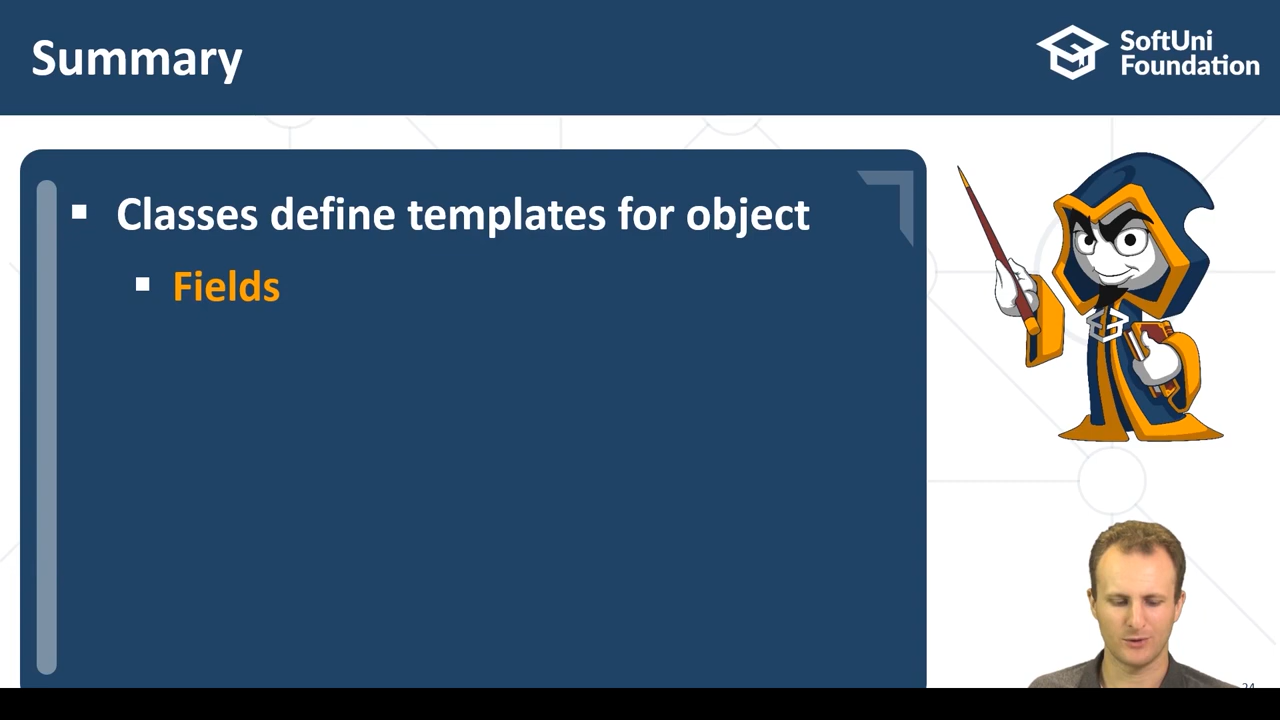 Summary
SoftUni
Foundation
Classes define templates for object
Fields